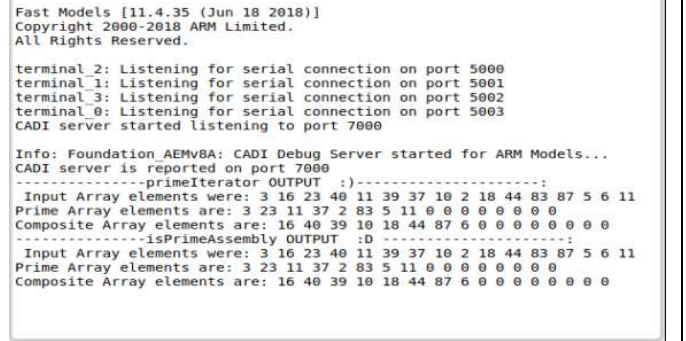 Fast Models [11.4.35 (Jun 18 2018)]
Copyright 2000-2018 ARM Limited.
All Rights Reserved.

terminal_2: Listening for serial connection on port 5000
terminal_1: Listening for serial connection on port 5001
terminal_3: Listening for serial connection on port 5002
terminal_0: Listening for serial connection on port 5003
CADI server started listening to port 7000

Info: Foundation_AEMv8A: CADI Debug Server started for ARM Models...
CADI server is reported on port 7000
---------------primeIterator OUTPUT  :)---------------------:
 Input Array elements were: 3 16 23 40 11 39 37 10 2 18 44 83 87 5 6 11
Prime Array elements are: 3 23 11 37 2 83 5 11 0 0 0 0 0 0 0 0
Composite Array elements are: 16 40 39 10 18 44 87 6 0 0 0 0 0 0 0 0
---------------isPrimeAssembly OUTPUT  :D ---------------------:
 Input Array elements were: 3 16 23 40 11 39 37 10 2 18 44 83 87 5 6 11
Prime Array elements are: 3 23 11 37 2 83 5 11 0 0 0 0 0 0 0 0
Composite Array elements are: 16 40 39 10 18 44 87 6 0 0 0 0 0 0 0 0